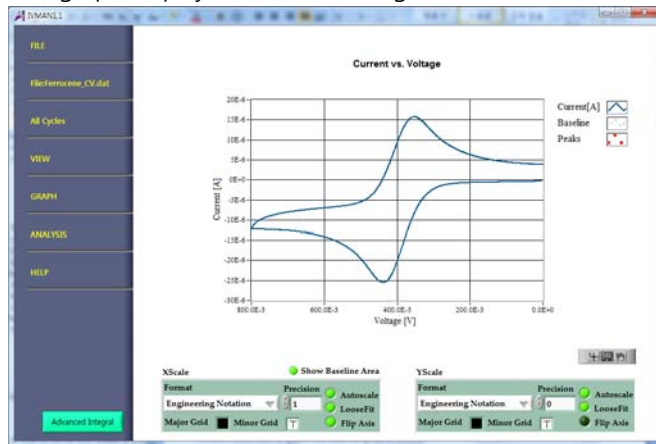 JVMAN1.1
FILE
File:Ferrocene_CV.dat
All Cycles
VIEW
GRAPH
ANALYSIS
HELP
Advanced Integral
Current vs. Voltage
Current[A]
Baseline
Peaks
20E-6
15E-6
10E-6
5E-6
0E+0
-5E-6
-10E-6
-15E-6
-20E-6
-25E-6
-30E-6
Current [A]
800.0E-3 600.0E-3 400.0E-3 200.0E-3 0.0E+0
Voltage [V]
XScale Show Baseline Area
Format Precision Autoscale
Engineering Notation 1 LooseFit
Major Grid Minor Grid T Flip Axis
YScale
Format Precision Autoscale
Engineering Notation 0 LooseFit
Major Grid Minor Grid T Flip Axis